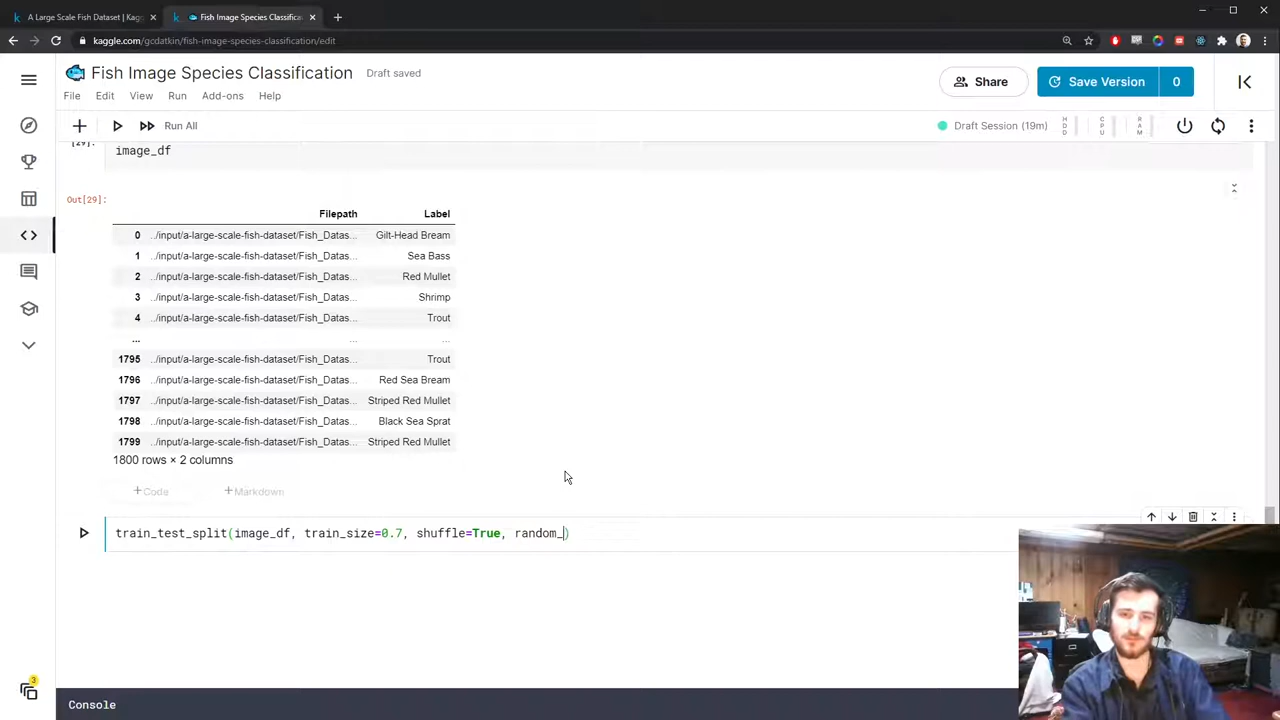 A Large Scale Fish Dataset | Kagg
Fish Image Species Classifica
kaggle.com/gcdatkin/fish-image-species-classification/edit
Fish Image Species Classification
Draft saved
Share
Save Version
0
File
Edit
View
Run
Add-ons
Help
Run All
Draft Session (19m)
HDD
CPU
RAM
[29]:
image_df
Out[29]:
Filepath Label
0 ../input/a-large-scale-fish-dataset/Fish_Datas... Gilt-Head Bream
1 ../input/a-large-scale-fish-dataset/Fish_Datas... Sea Bass
2 ../input/a-large-scale-fish-dataset/Fish_Datas... Red Mullet
3 ../input/a-large-scale-fish-dataset/Fish_Datas... Shrimp
4 ../input/a-large-scale-fish-dataset/Fish_Datas... Trout
... ... ...
1795 ../input/a-large-scale-fish-dataset/Fish_Datas... Trout
1796 ../input/a-large-scale-fish-dataset/Fish_Datas... Red Sea Bream
1797 ../input/a-large-scale-fish-dataset/Fish_Datas... Striped Red Mullet
1798 ../input/a-large-scale-fish-dataset/Fish_Datas... Black Sea Sprat
1799 ../input/a-large-scale-fish-dataset/Fish_Datas... Striped Red Mullet
1800 rows × 2 columns
+ Code
+ Markdown
train_test_split(image_df, train_size=0.7, shuffle=True, random_)
3
Console